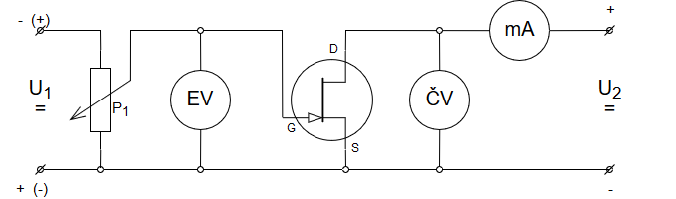 - (+)
+
mA
D
U1
=
P1
EV
ČV
U2
=
G
S
+ (-)
-